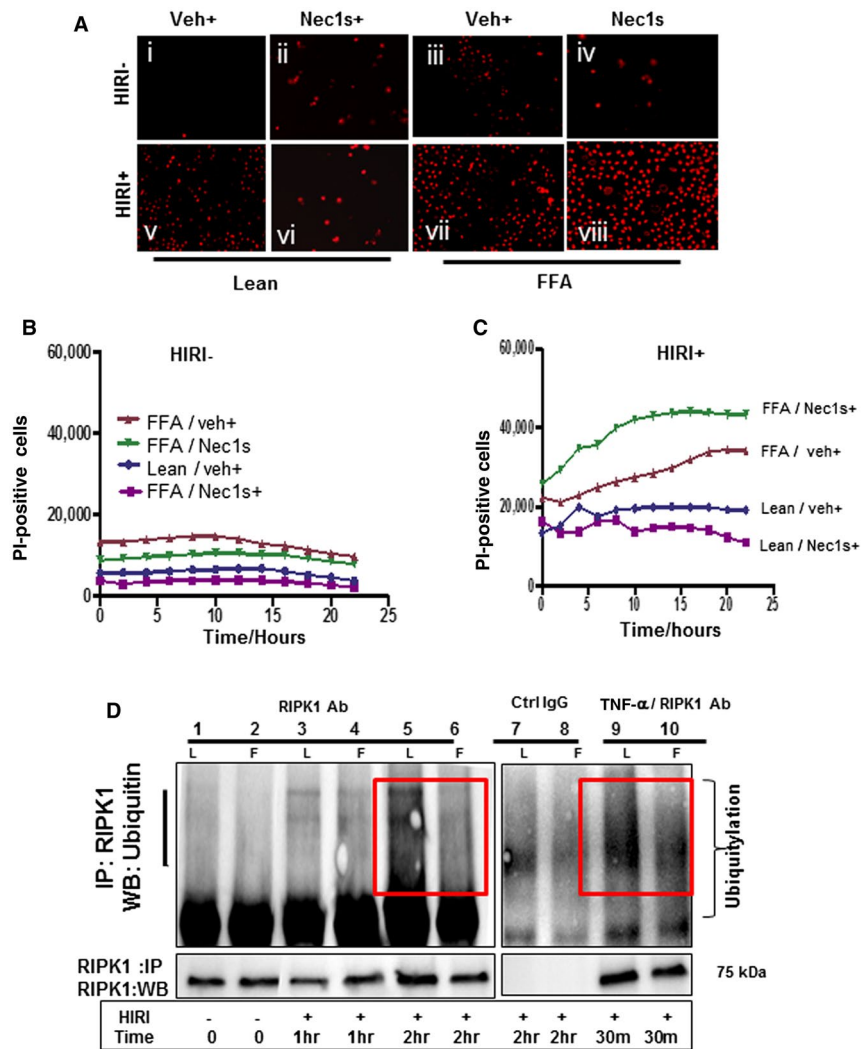 A
Veh+ Nec1s+ Veh+ Nec1s
HIRI-
i ii iii iv
HIRI+
v vi vii viii
Lean FFA
B
HIRI-
60,000
40,000
20,000
0
PI-positive cells
FFA / veh+
FFA / Nec1s
Lean / veh+
FFA / Nec1s+
0 5 10 15 20 25
Time/Hours
C
HIRI+
60,000
40,000
20,000
0
PI-positive cells
FFA / Nec1s+
FFA / veh+
Lean / veh+
Lean / Nec1s+
0 5 10 15 20 25
Time/hours
D
RIPK1 Ab Ctrl IgG TNF-α / RIPK1 Ab
1 2 3 4 5 6 7 8 9 10
L F L F L F L F L F
IP: RIPK1
WB: Ubiquitin
Ubiquitylation
RIPK1 :IP
RIPK1:WB
75 kDa
HIRI - - + + + + + + + +
Time 0 0 1hr 1hr 2hr 2hr 2hr 2hr 30m 30m